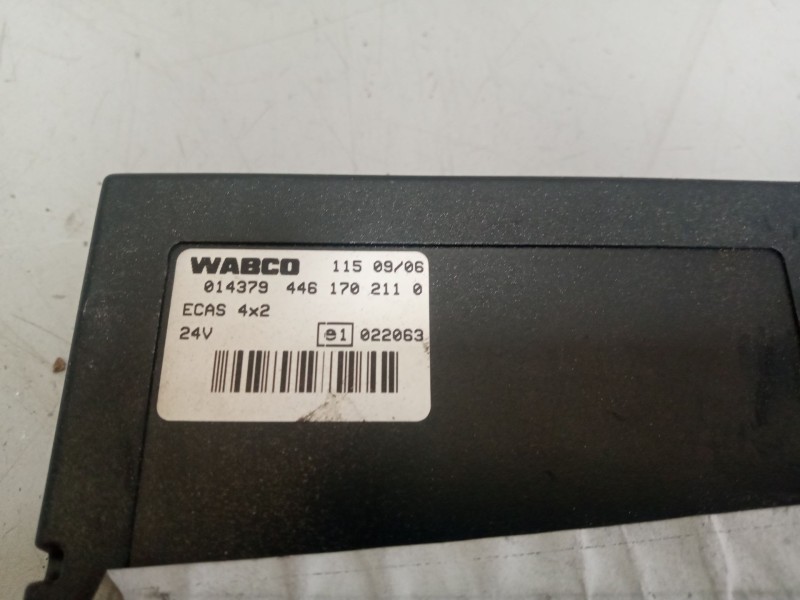 WABCO 115 09/06
014379 446 170 211 0
ECAS 4x2
24V e1 022063